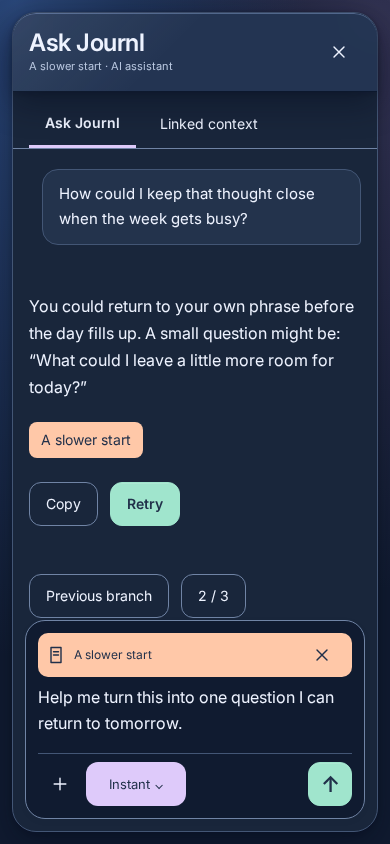 Ask Journl
A slower start · AI assistant
Ask Journl
Linked context
How could I keep that thought close
when the week gets busy?
You could return to your own phrase before
the day fills up. A small question might be:
“What could I leave a little more room for
today?”
A slower start
Copy
Retry
Previous branch
2 / 3
A slower start
Help me turn this into one question I can
return to tomorrow.
Instant